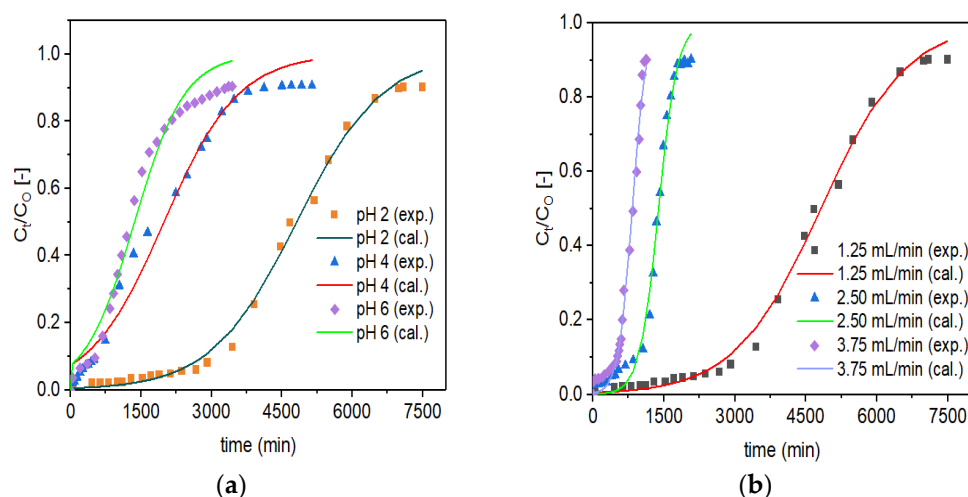 a)
b)
1.0
0.8
0.6
0.4
0.2
0.0
Ct/CO [-]
pH 2 (exp.)
pH 2 (cal.)
pH 4 (exp.)
pH 4 (cal.)
pH 6 (exp.)
pH 6 (cal.)
0 1500 3000 4500 6000 7500
time (min)
1.0
0.8
0.6
0.4
0.2
0.0
Ct/CO [-]
1.25 mL/min (exp.)
1.25 mL/min (cal.)
2.50 mL/min (exp.)
2.50 mL/min (cal.)
3.75 mL/min (exp.)
3.75 mL/min (cal.)
0 1500 3000 4500 6000 7500
time (min)
(a)
(b)